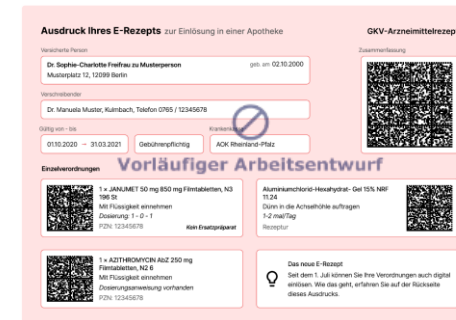 Ausdruck Ihres E-Rezepts zur Einlösung in einer Apotheke
GKV-Arzneimittelrezep
Versicherte Person
Zusammenfassung
Dr. Sophie-Charlotte Freifrau zu Musterperson
geb. am 02.10.2000
Musterplatz 12, 12099 Berlin
Verschreibender
Dr. Manuela Muster, Kulmbach, Telefon 0765 / 12345678
Gültig von - bis
01.10.2020 – 31.03.2021
Gebührenpflichtig
AOK Rheinland-Pfalz
Vorläufiger Arbeitsentwurf
Einzelverordnungen
1 x JANUMET 50 mg 850 mg Filmtabletten, N3
196 St
Mit Flüssigkeit einnehmen
Dosierung: 1 - 0 - 1
PZN: 12345678
Kein Ersatzpräparat
Aluminiumchlorid-Hexahydrat- Gel 15% NRF
11.24
Dünn in die Achselhöhle auftragen
1-2 mal/Tag
Rezeptur
1 x AZITHROMYCIN AbZ 250 mg
Filmtabletten, N2 6
Mit Flüssigkeit einnehmen
Dosierungsanweisung vorhanden
PZN: 12345678
Das neue E-Rezept
Seit dem 1. Juli können Sie Ihre Verordnungen auch digital
einlösen. Wie das geht, erfahren Sie auf der Rückseite
dieses Ausdrucks.